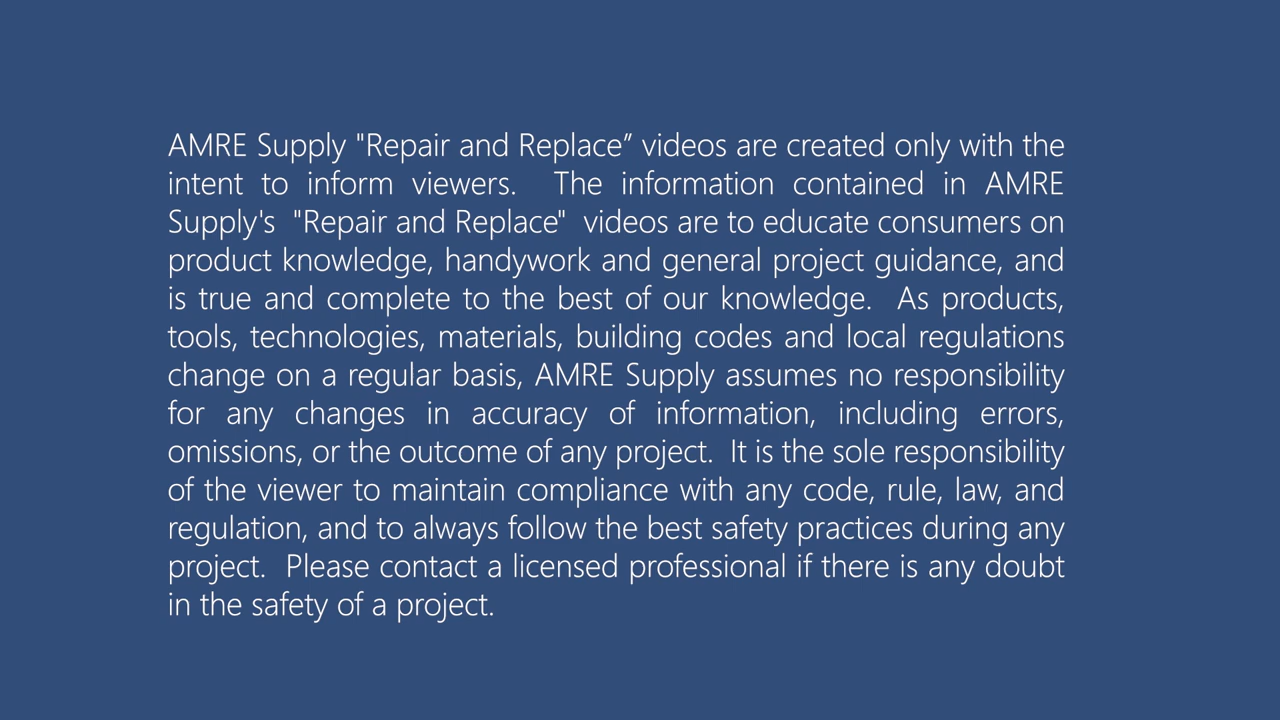 AMRE Supply "Repair and Replace” videos are created only with the
intent to inform viewers.  The information contained in AMRE
Supply's  "Repair and Replace"  videos are to educate consumers on
product knowledge, handywork and general project guidance, and
is true and complete to the best of our knowledge.  As products,
tools, technologies, materials, building codes and local regulations
change on a regular basis, AMRE Supply assumes no responsibility
for any changes in accuracy of information, including errors,
omissions, or the outcome of any project.  It is the sole responsibility
of the viewer to maintain compliance with any code, rule, law, and
regulation, and to always follow the best safety practices during any
project.  Please contact a licensed professional if there is any doubt
in the safety of a project.